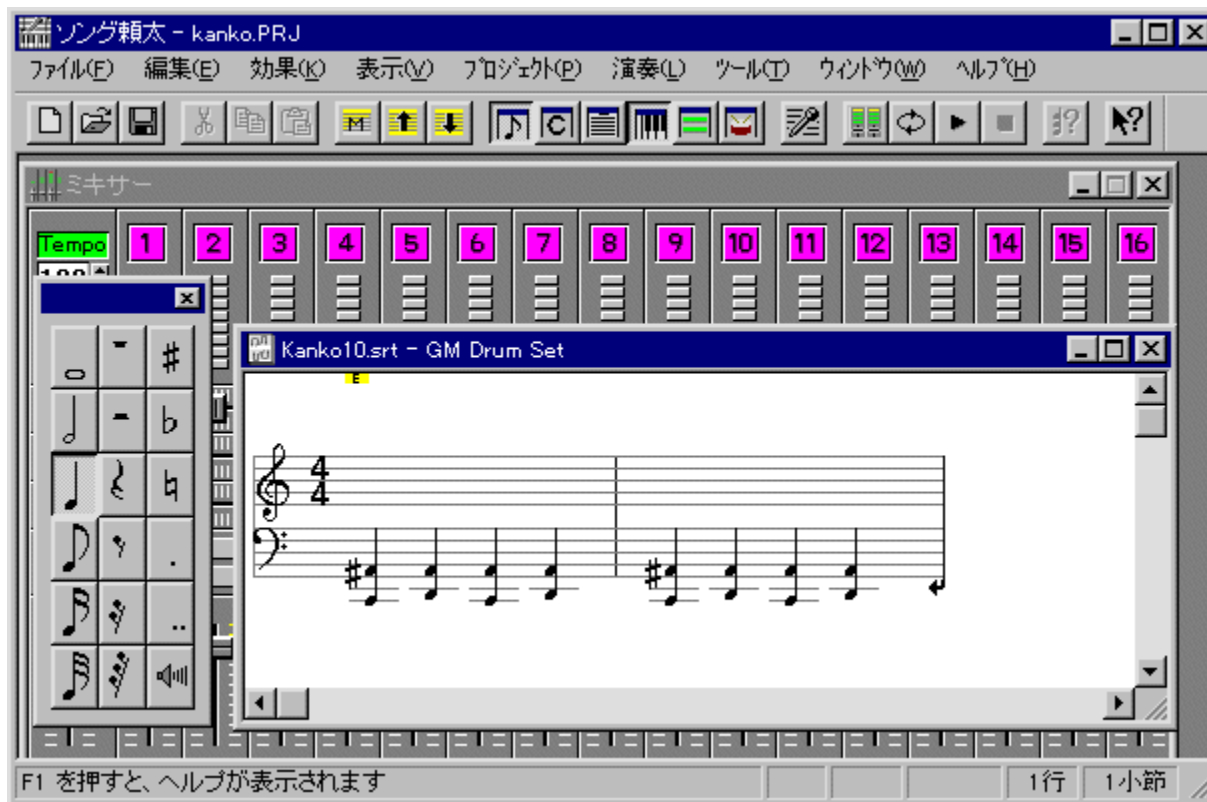 ソング頼太 - kanko.PRJ
ファイル(F) 編集(E) 効果(K) 表示(V) プロジェクト(P) 演奏(L) ツール(T) ウィンドウ(W) ヘルプ(H)
M C ? ?
ミキサー
Tempo 1 2 3 4 5 6 7 8 9 10 11 12 13 14 15 16
Kanko10.srt - GM Drum Set
E
4
4
F1 を押すと、ヘルプが表示されます 1行 1小節